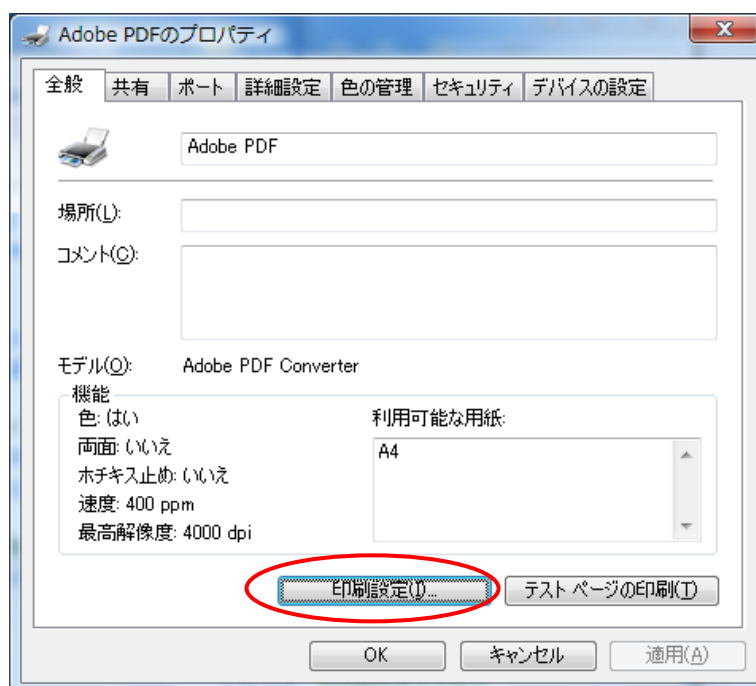 Adobe PDFのプロパティ
全般 共有 ポート 詳細設定 色の管理 セキュリティ デバイスの設定
Adobe PDF
場所(L):
コメント(C):
モデル(O): Adobe PDF Converter
機能
色: はい
利用可能な用紙:
両面: いいえ
A4
ホチキス止め: いいえ
速度: 400 ppm
最高解像度: 4000 dpi
印刷設定(I)... テスト ページの印刷(T)
OK キャンセル 適用(A)